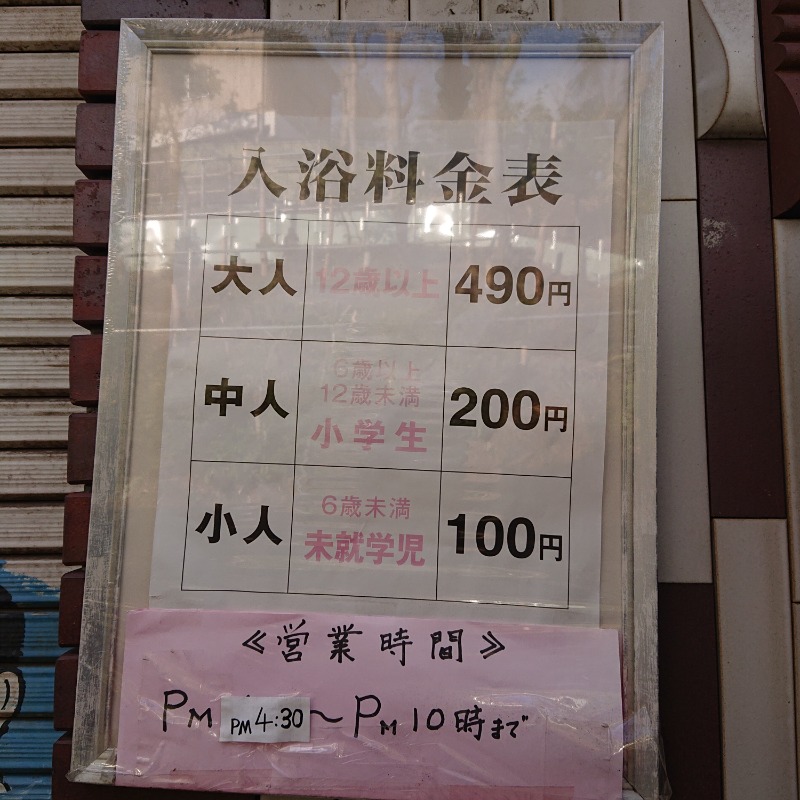 入浴料金表
大人 12歳以上 490円
中人 6歳以上 12歳未満 小学生 200円
小人 6歳未満 未就学児 100円
≪営業時間≫
PM PM4:30〜PM10時まで